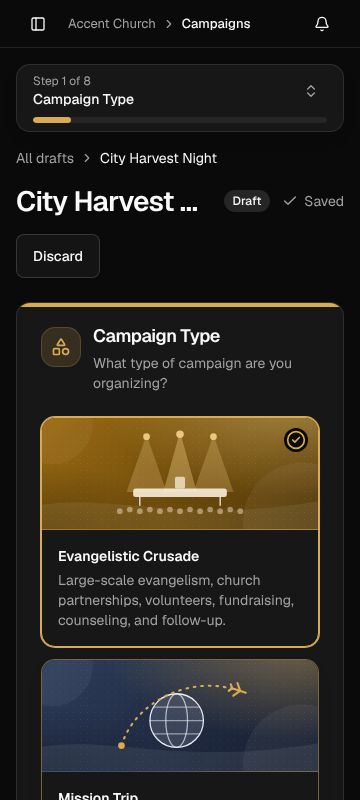 Accent Church
Campaigns
Step 1 of 8
Campaign Type
All drafts
City Harvest Night
City Harvest ...
Draft
Saved
Discard
Campaign Type
What type of campaign are you
organizing?
Evangelistic Crusade
Large-scale evangelism, church
partnerships, volunteers, fundraising,
counseling, and follow-up.
Mission Trip